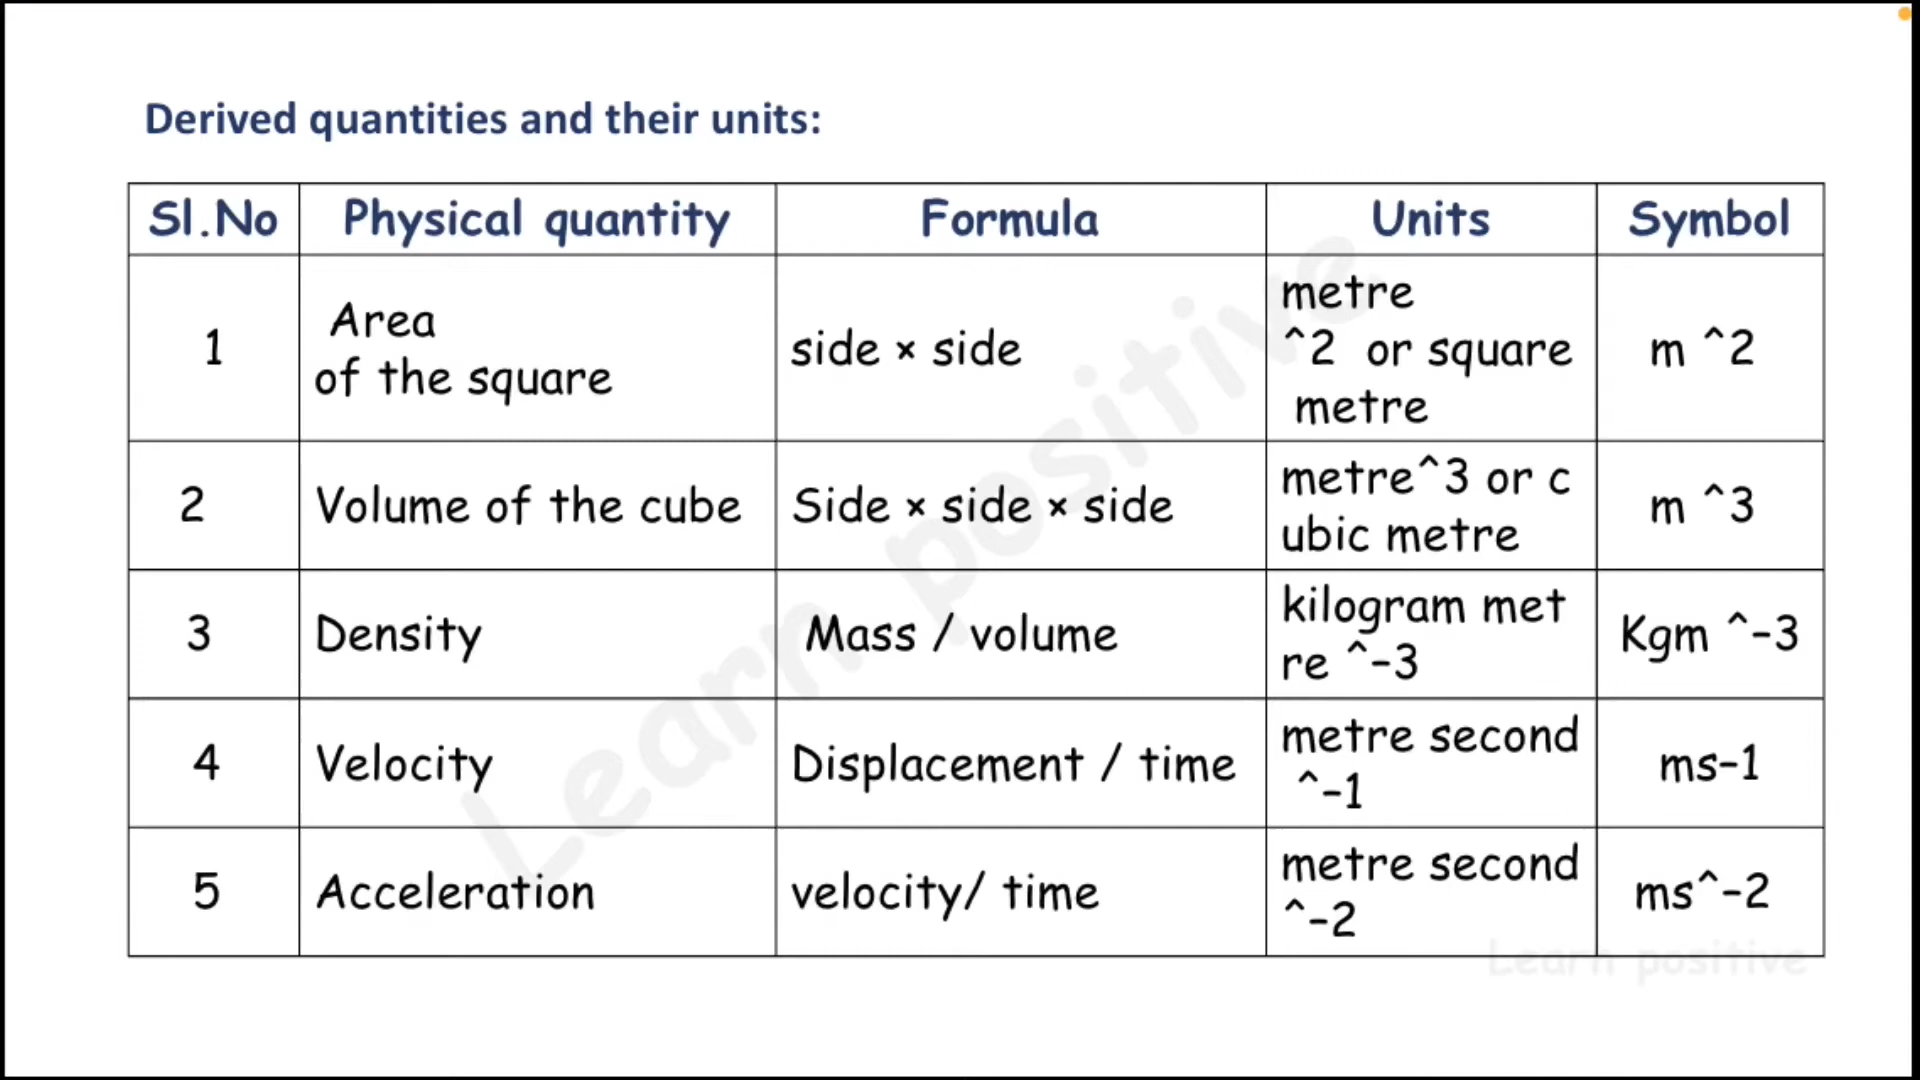 Derived quantities and their units:
Sl.No Physical quantity Formula Units Symbol
1 Area
of the square side × side metre
^2 or square
metre m ^2
2 Volume of the cube Side × side × side metre^3 or c
ubic metre m ^3
3 Density Mass / volume kilogram met
re ^-3 Kgm ^-3
4 Velocity Displacement / time metre second
^-1 ms-1
5 Acceleration velocity/ time metre second
^-2 ms^-2
Learn positive
Learn positive